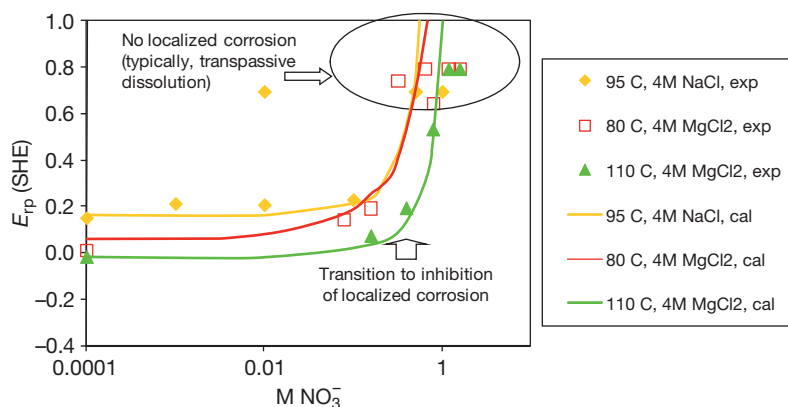 1.0
0.8
0.6
0.4
0.2
0.0
−0.2
−0.4
E_rp (SHE)
No localized corrosion
(typically, transpassive
dissolution)
Transition to inhibition
of localized corrosion
0.0001
0.01
1
M NO₃⁻
95 C, 4M NaCl, exp
80 C, 4M MgCl2, exp
110 C, 4M MgCl2, exp
95 C, 4M NaCl, cal
80 C, 4M MgCl2, cal
110 C, 4M MgCl2, cal